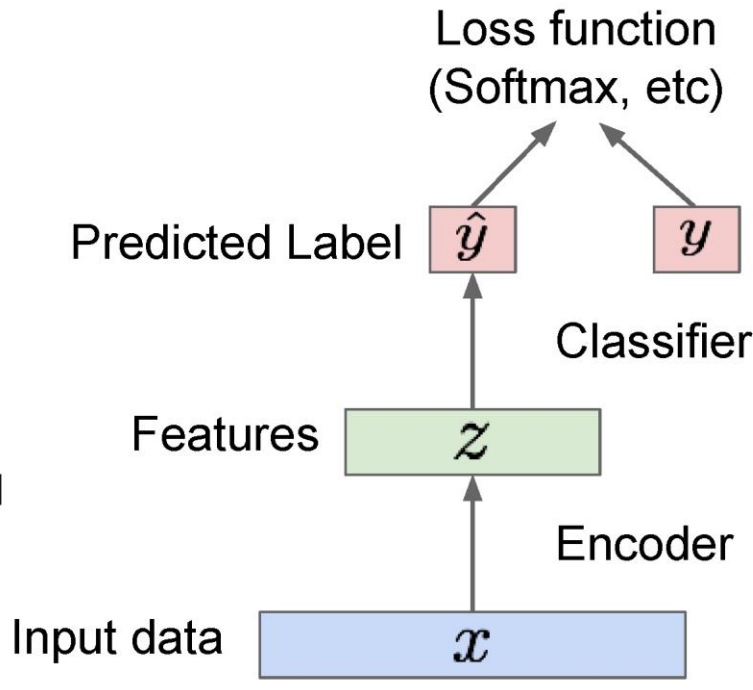 Loss function
(Softmax, etc)
Predicted Label ŷ y
Classifier
Features z
Encoder
Input data x